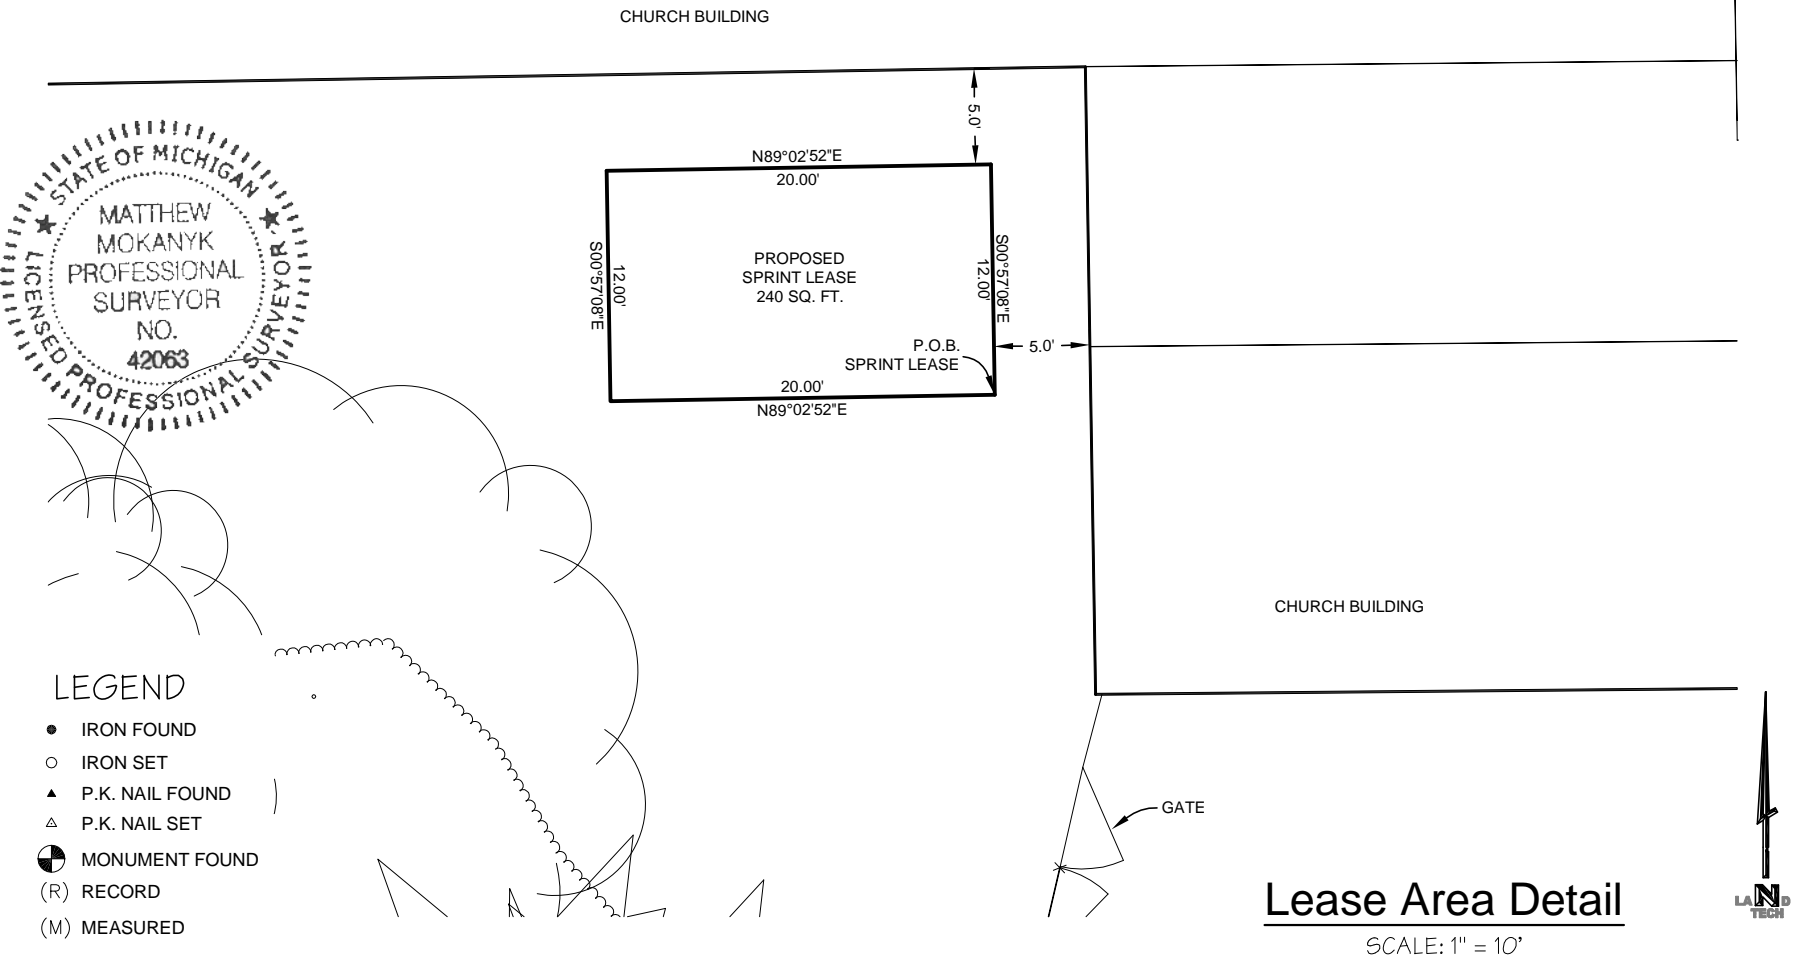 CHURCH BUILDING
5.0'
N89°02'52"E
20.00'
STATE OF MICHIGAN
LICENSED PROFESSIONAL SURVEYOR
MATTHEW
MOKANYK
PROFESSIONAL
SURVEYOR
NO.
42063
S00°57'08"E
12.00'
PROPOSED
SPRINT LEASE
240 SQ. FT.
12.00'
S00°57'08"E
5.0'
P.O.B.
SPRINT LEASE
20.00'
N89°02'52"E
CHURCH BUILDING
LEGEND
IRON FOUND
IRON SET
P.K. NAIL FOUND
P.K. NAIL SET
MONUMENT FOUND
(R) RECORD
(M) MEASURED
GATE
Lease Area Detail
SCALE: 1" = 10'
N
LAND
TECH